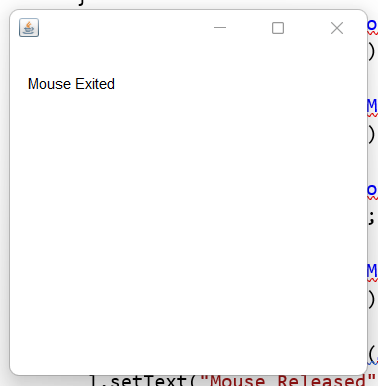 o
)
Mouse Exited
M
)
o
;
M
)
(
l.setText("Mouse Released"